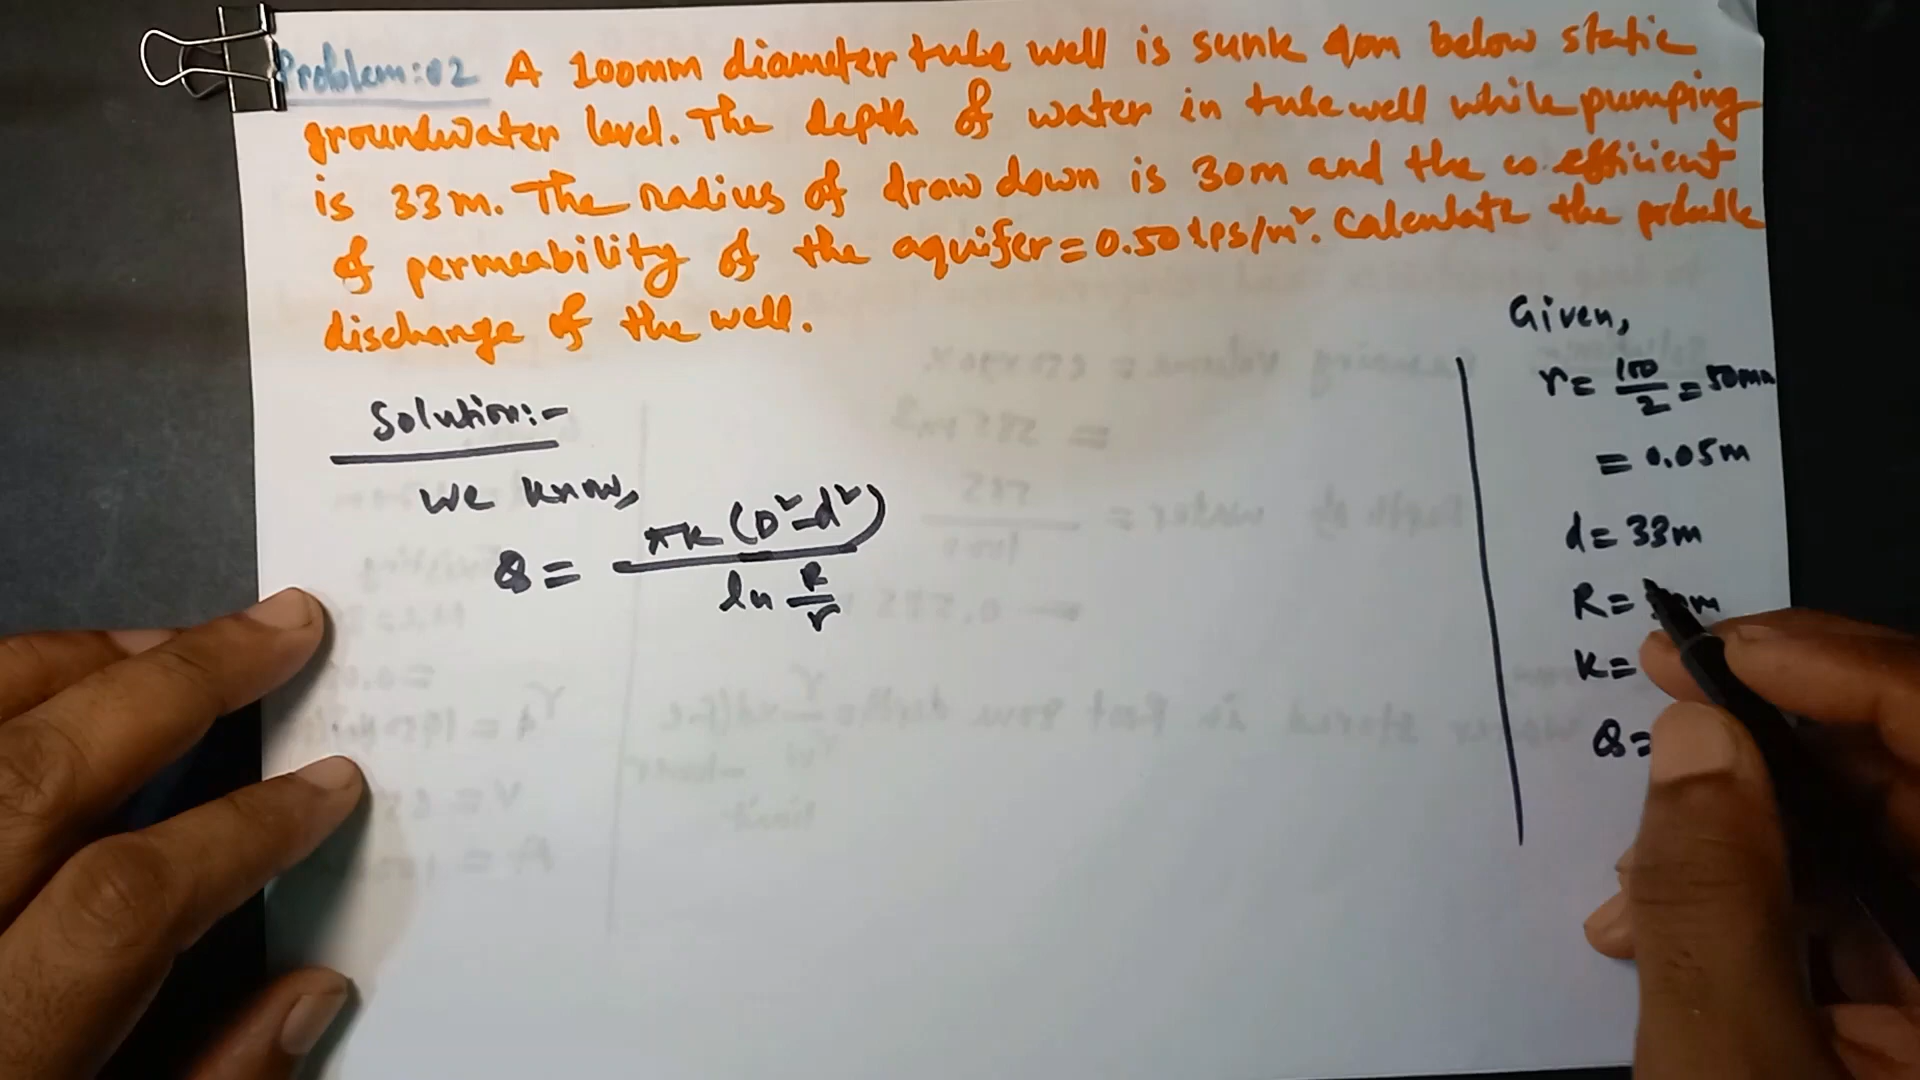 Problem:02 A 100mm diameter tube well is sunk 40m below static
groundwater level. The depth of water in tubewell while pumping
is 33m. The radius of draw down is 30m and the co-efficient
of permeability of the aquifer = 0.50 lps/m². Calculate the
discharge of the well.
Solution:-
We know,
Q = πK (D²-d²) / ln R/r
Given,
r = 100/2 = 50mm
= 0.05m
d = 33m
R = m
K =
Q =